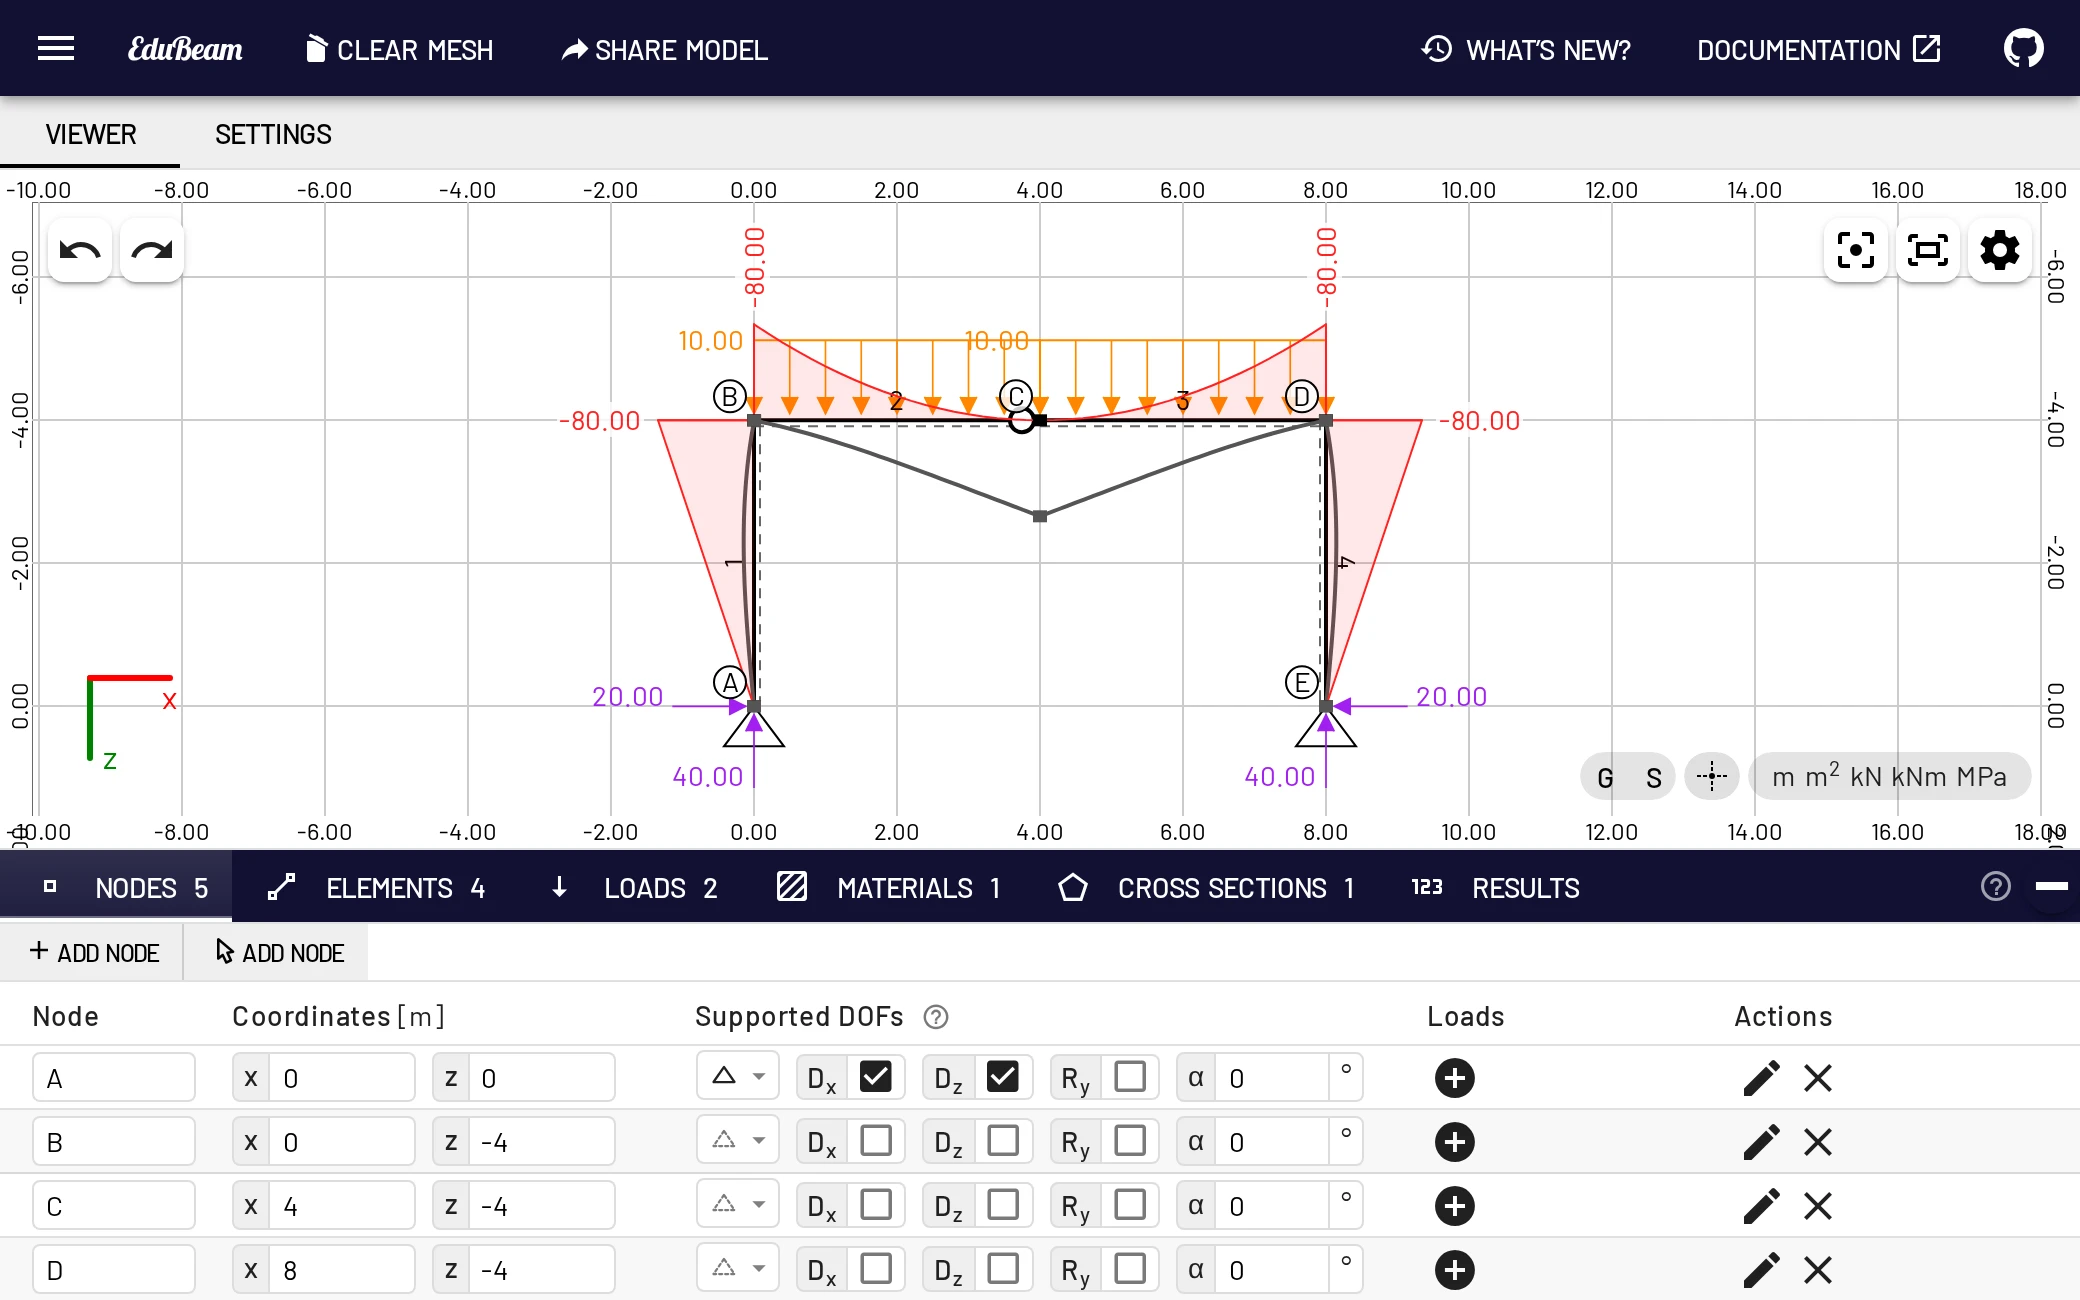 EduBeam CLEAR MESH SHARE MODEL WHAT'S NEW? DOCUMENTATION
VIEWER SETTINGS
-10.00 -8.00 -6.00 -4.00 -2.00 0.00 2.00 4.00 6.00 8.00 10.00 12.00 14.00 16.00 18.00
-6.00 -80.00 -80.00 -6.00
10.00 10.00
B 2 C 3 D
-4.00 -80.00 -80.00 -4.00
-2.00 1 4 -2.00
A E
0.00 20.00 20.00 0.00
x
z
40.00 40.00 G S m m² kN kNm MPa
-10.00 -8.00 -6.00 -4.00 -2.00 0.00 2.00 4.00 6.00 8.00 10.00 12.00 14.00 16.00 18.00
NODES 5 ELEMENTS 4 LOADS 2 MATERIALS 1 CROSS SECTIONS 1 123 RESULTS ?
+ ADD NODE ADD NODE
Node Coordinates [m] Supported DOFs ? Loads Actions
A x 0 z 0 Dx Dz Ry α 0 °
B x 0 z -4 Dx Dz Ry α 0 °
C x 4 z -4 Dx Dz Ry α 0 °
D x 8 z -4 Dx Dz Ry α 0 °